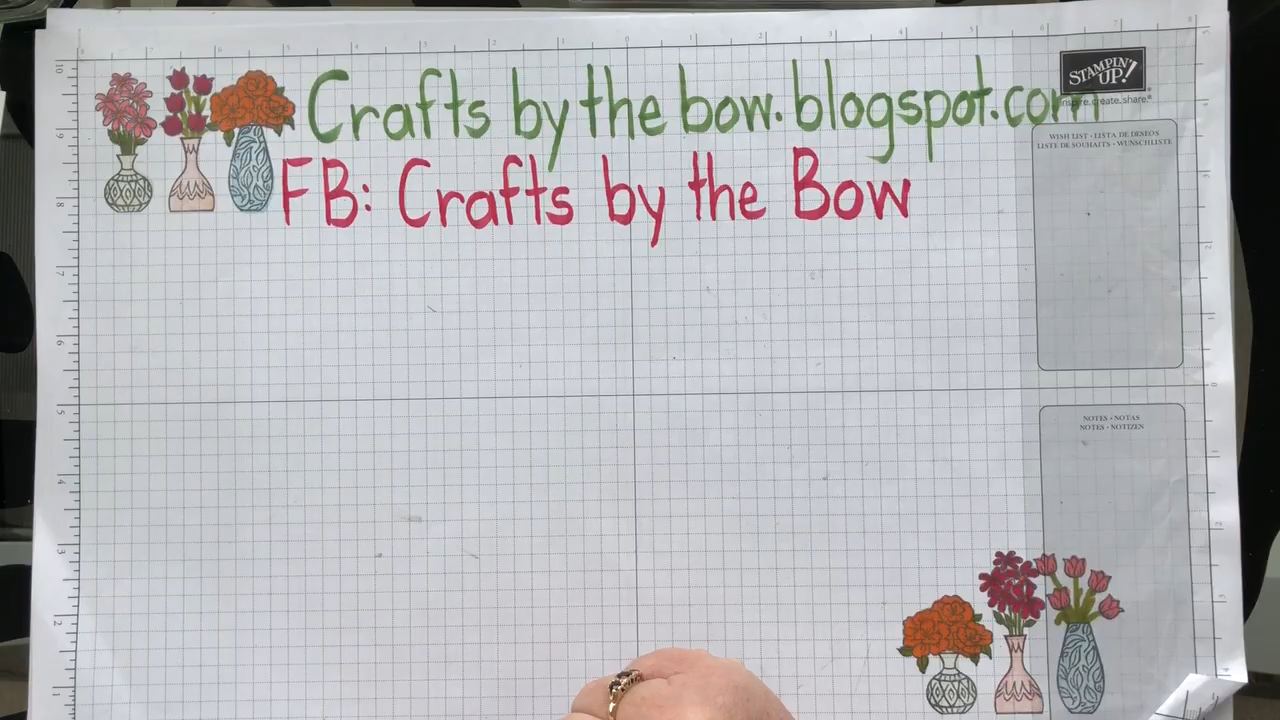 Crafts by the bow.blogspot.com
FB: Crafts by the Bow
STAMPIN' UP!
inspire.create.share.®
WISH LIST • LISTA DE DESEOS
LISTE DE SOUHAITS • WUNSCHLISTE
NOTES • NOTAS
NOTES • NOTIZEN